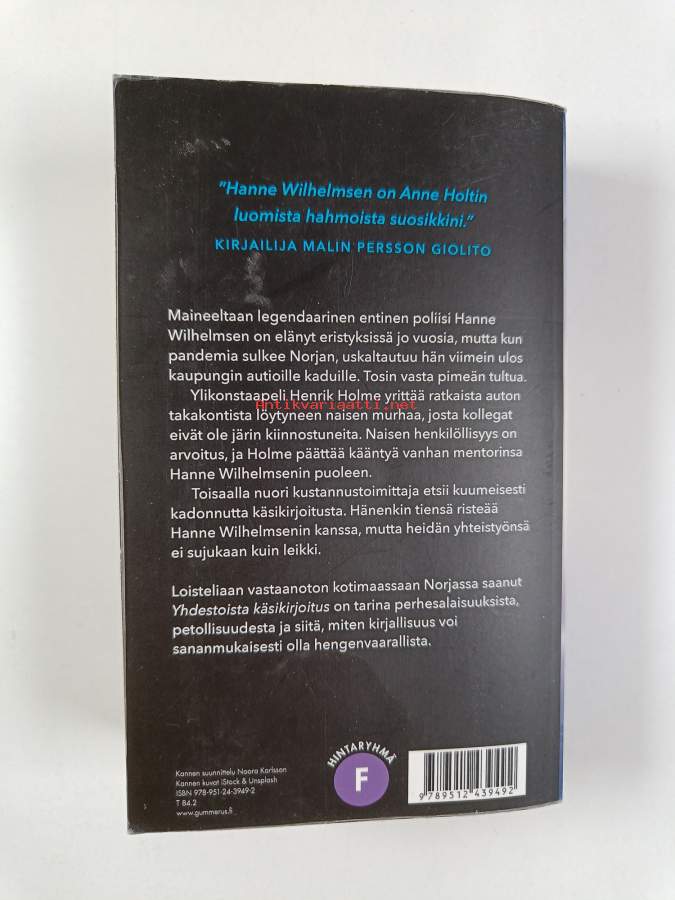 "Hanne Wilhelmsen on Anne Holtin
luomista hahmoista suosikkini."
KIRJAILIJA MALIN PERSSON GIOLITO
Maineeltaan legendaarinen entinen poliisi Hanne
Wilhelmsen on elänyt eristyksissä jo vuosia, mutta kun
pandemia sulkee Norjan, uskaltautuu hän viimein ulos
kaupungin autioille kaduille. Tosin vasta pimeän tultua.
Ylikonstaapeli Henrik Holme yrittää ratkaista auton
takakontista löytyneen naisen murhaa, josta kollegat
Antikvariaatti.net
eivät ole järin kiinnostuneita. Naisen henkilöllisyys on
arvoitus, ja Holme päättää kääntyä vanhan mentorinsa
Hanne Wilhelmsenin puoleen.
Toisaalla nuori kustannustoimittaja etsii kuumeisesti
kadonnutta käsikirjoitusta. Hänenkin tiensä risteää
Hanne Wilhelmsenin kanssa, mutta heidän yhteistyönsä
ei sujukaan kuin leikki.
Loisteliaan vastaanoton kotimaassaan Norjassa saanut
Yhdestoista käsikirjoitus on tarina perhesalaisuuksista,
petollisuudesta ja siitä, miten kirjallisuus voi
sananmukaisesti olla hengenvaarallista.
Kannen suunnittelu Noora Karlsson
Kannen kuvat iStock & Unsplash
ISBN 978-951-24-3949-2
T 84.2
www.gummerus.fi
HINTARYHMÄ
F
9 789512 439492